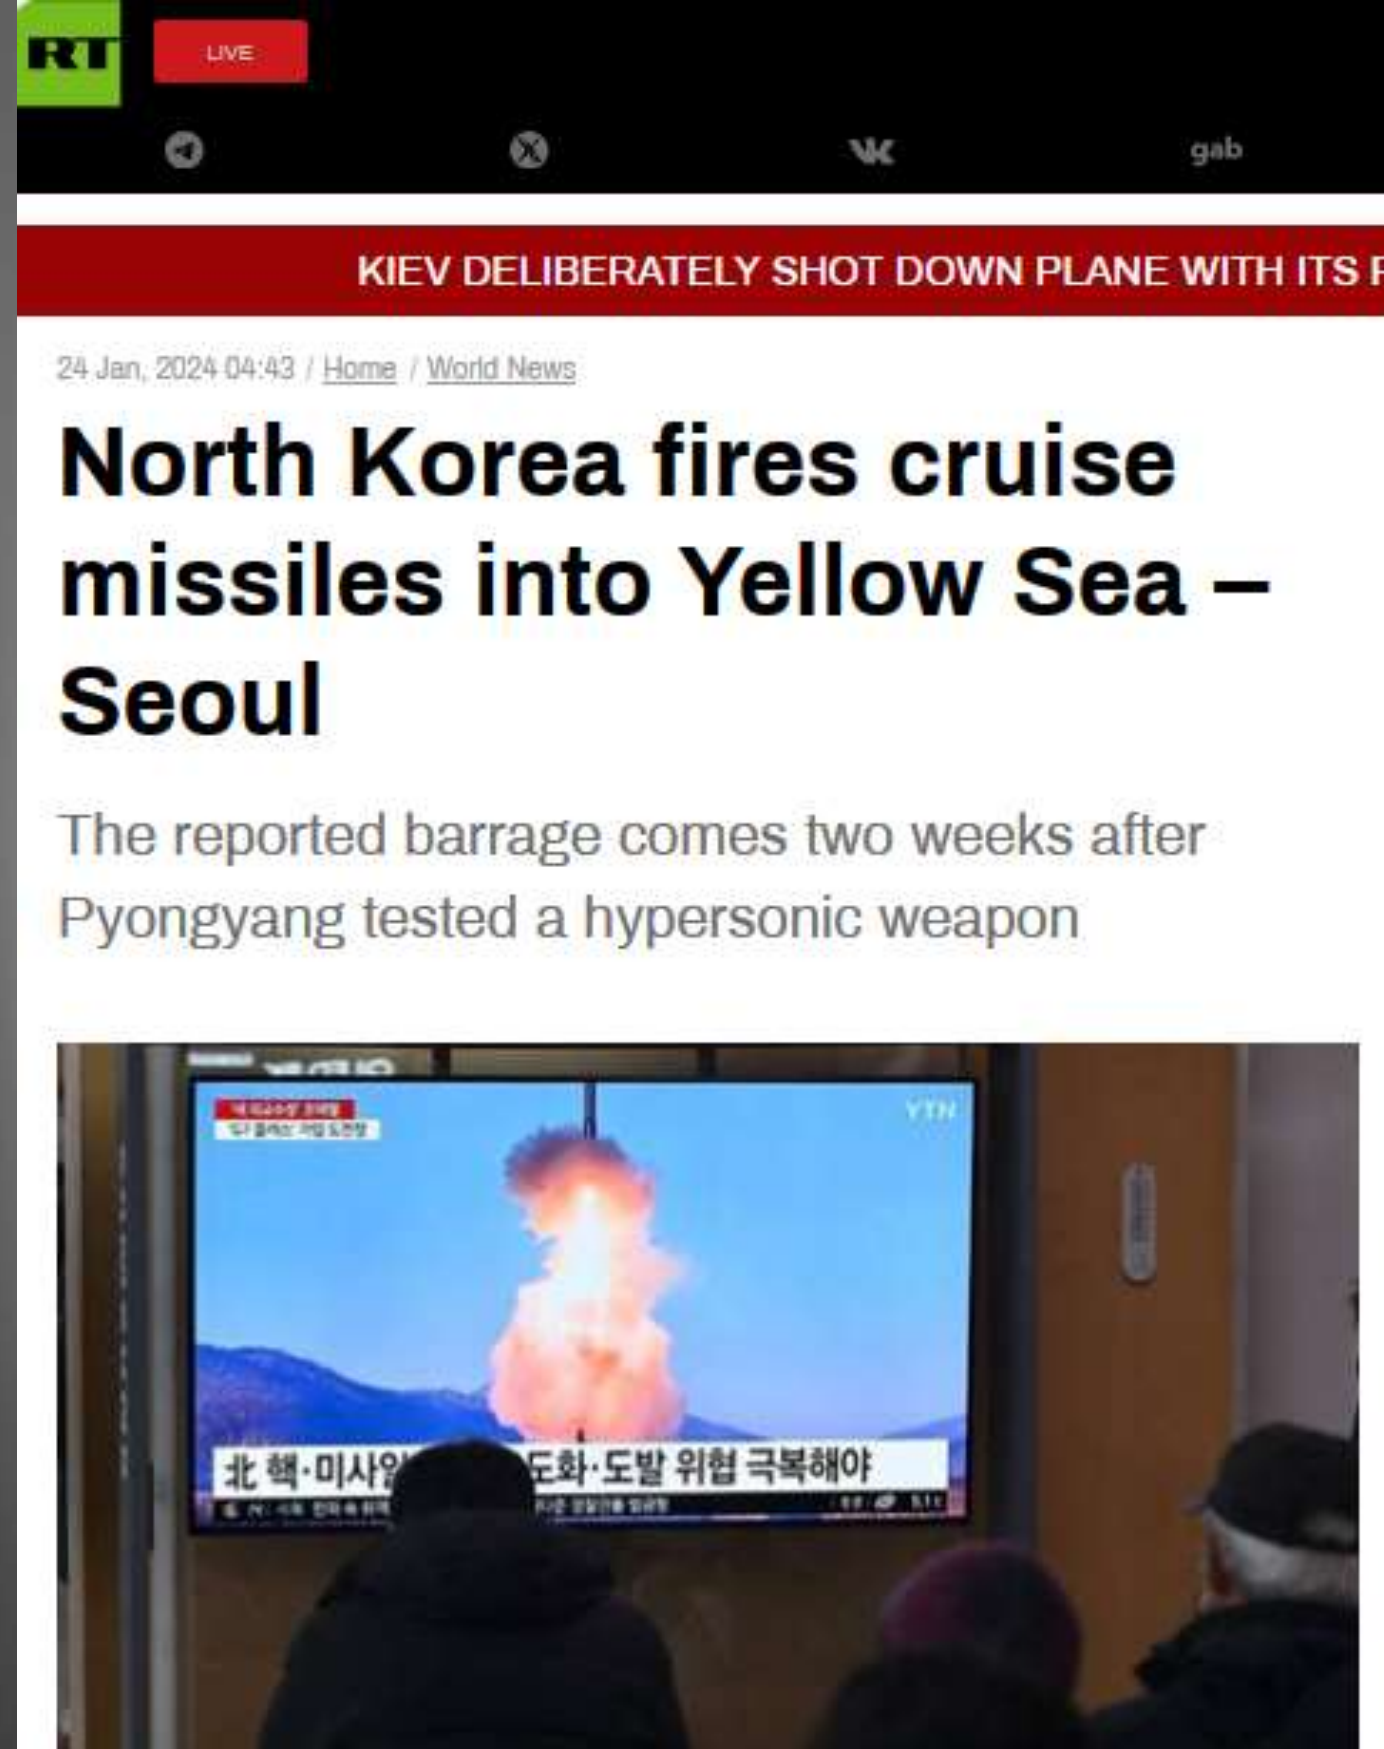 RT
LIVE
gab
KIEV DELIBERATELY SHOT DOWN PLANE WITH ITS
24 Jan, 2024 04:43 / Home / World News
North Korea fires cruise
missiles into Yellow Sea –
Seoul
The reported barrage comes two weeks after
Pyongyang tested a hypersonic weapon
YTN
北 핵·미사일 도화·도발 위협 극복해야